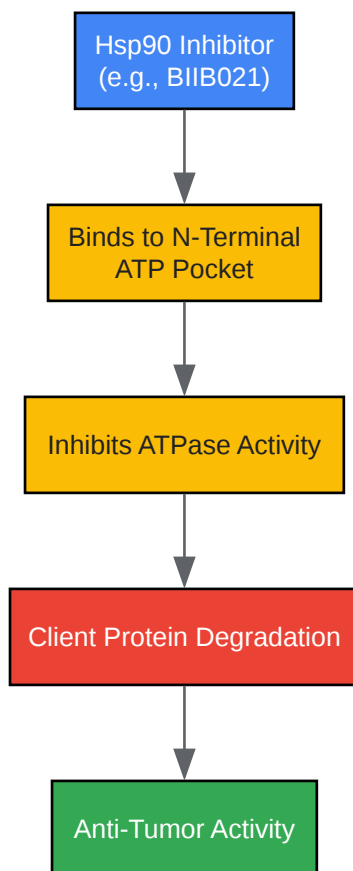 Hsp90 Inhibitor
(e.g., BIIB021)
Binds to N-Terminal
ATP Pocket
Inhibits ATPase Activity
Client Protein Degradation
Anti-Tumor Activity